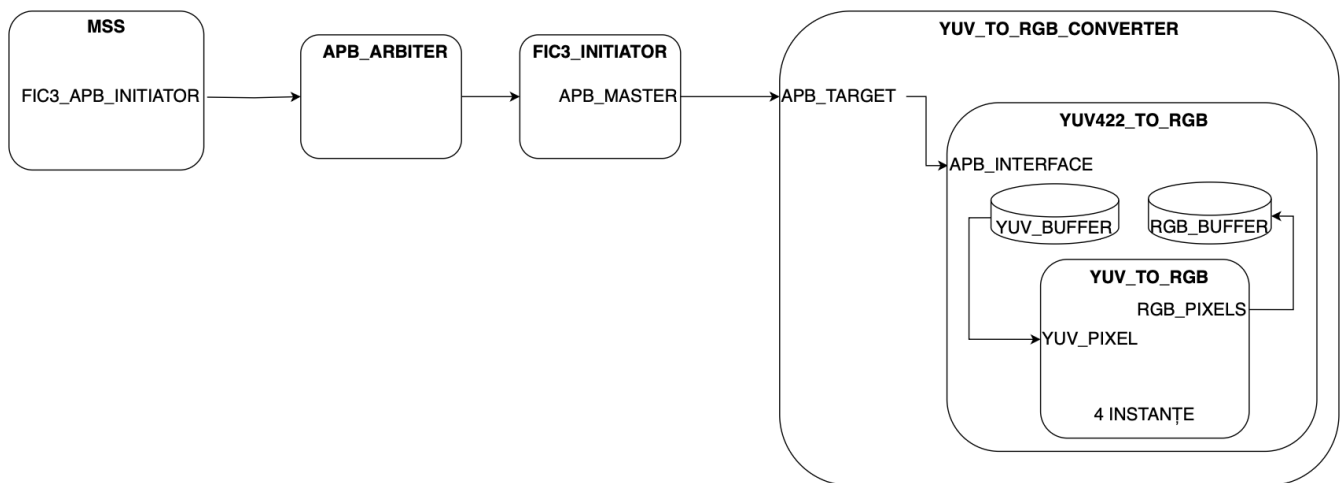 MSS
FIC3_APB_INITIATOR
APB_ARBITER
FIC3_INITIATOR
APB_MASTER
YUV_TO_RGB_CONVERTER
APB_TARGET
YUV422_TO_RGB
APB_INTERFACE
YUV_BUFFER
RGB_BUFFER
YUV_TO_RGB
RGB_PIXELS
YUV_PIXEL
4 INSTANȚE